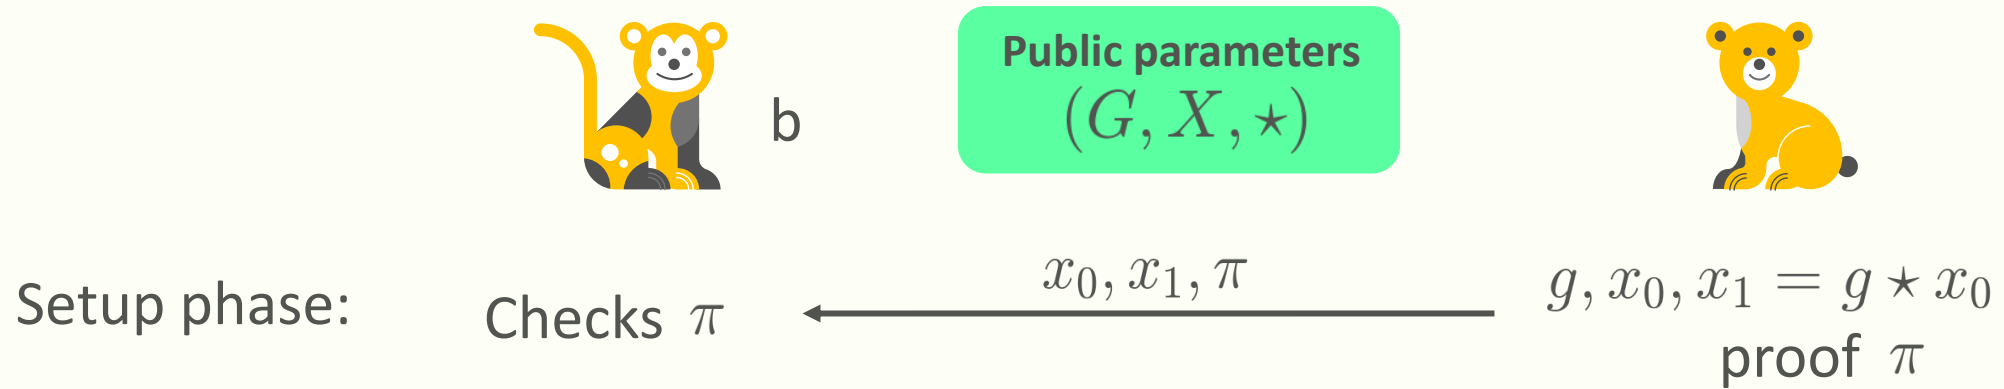 Public parameters
(G, X, ⋆)
b
x₀, x₁, π
g, x₀, x₁ = g ⋆ x₀
Setup phase:
Checks π
proof π